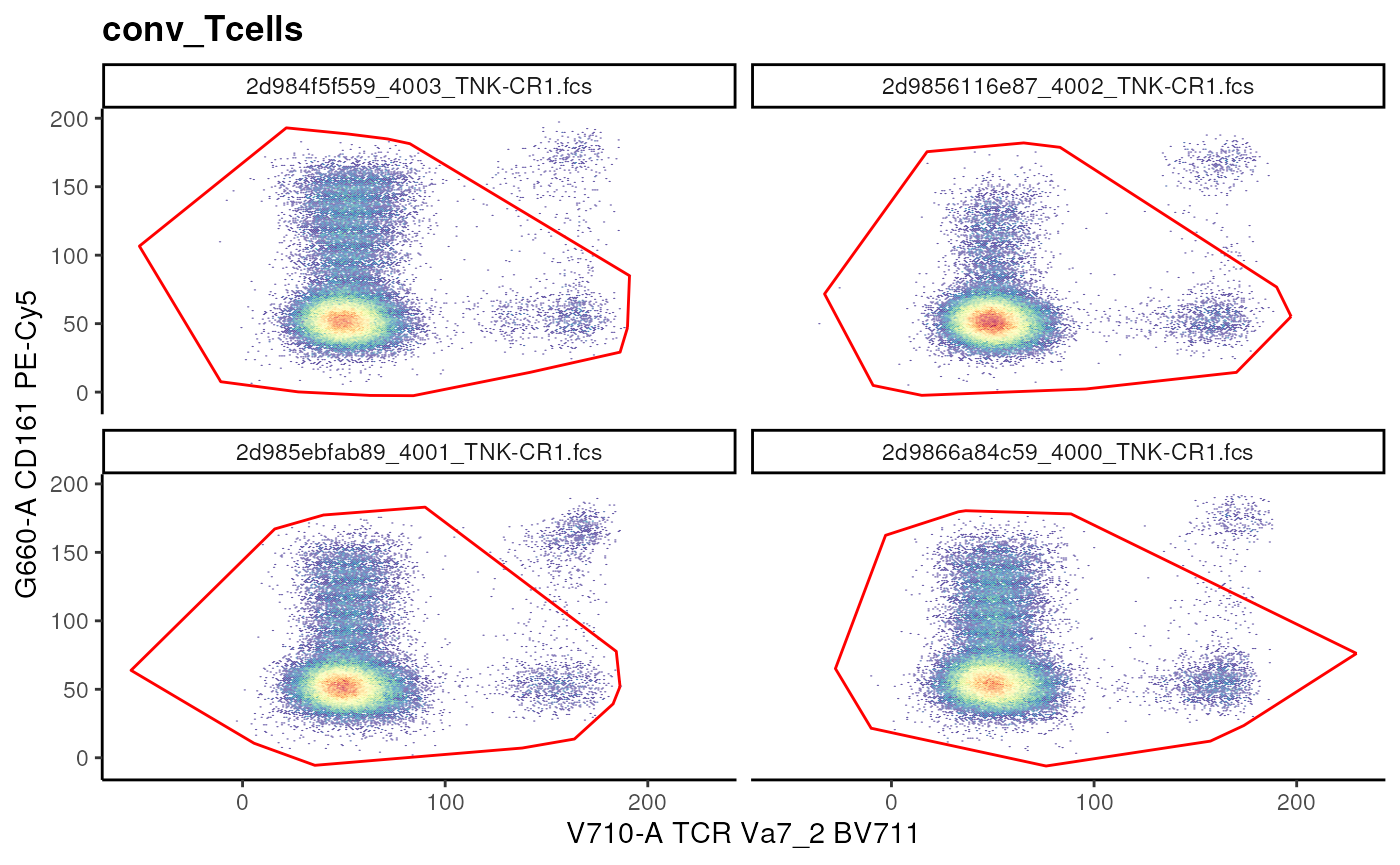 conv_Tcells
2d984f5f559_4003_TNK-CR1.fcs
2d9856116e87_4002_TNK-CR1.fcs
200
150
100
50
0
2d985ebfab89_4001_TNK-CR1.fcs
2d9866a84c59_4000_TNK-CR1.fcs
200
150
100
50
0
G660-A CD161 PE-Cy5
0 100 200
0 100 200
V710-A TCR Va7_2 BV711